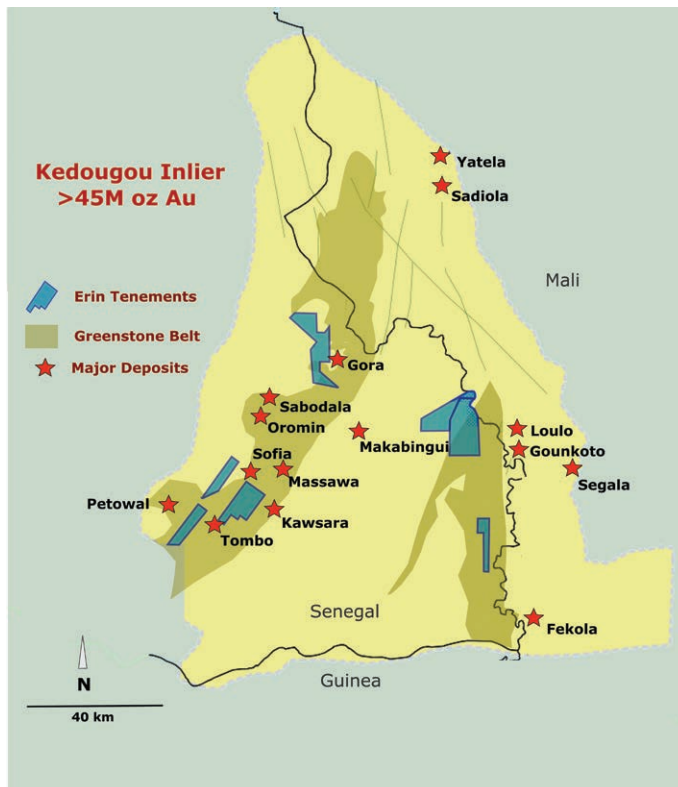 Kedougou Inlier
>45M oz Au
Yatela
Sadiola
Mali
Erin Tenements
Greenstone Belt
Major Deposits
Gora
Sabodala
Oromin
Makabingui
Loulo
Gounkoto
Segala
Sofia
Massawa
Petowal
Kawsara
Tombo
Senegal
Fekola
Guinea
N
40 km